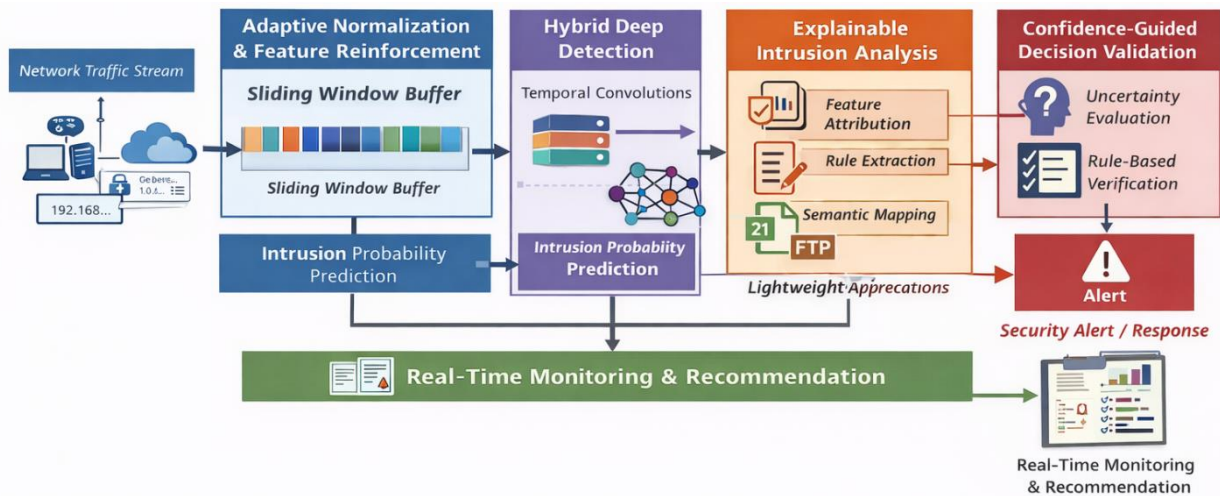 Network Traffic Stream
192.168...
Adaptive Normalization
& Feature Reinforcement
Sliding Window Buffer
Sliding Window Buffer
Intrusion Probability
Prediction
Hybrid Deep
Detection
Temporal Convolutions
Intrusion Probablity
Prediction
Explainable
Intrusion Analysis
Feature
Attribution
Rule Extraction
Semantic Mapping
21
FTP
Lightweight
Confidence-Guided
Decision Validation
?
Uncertainty
Evaluation
Rule-Based
Verification
!
Alert
Security Alert / Response
Real-Time Monitoring & Recommendation
Real-Time Monitoring
& Recommendation